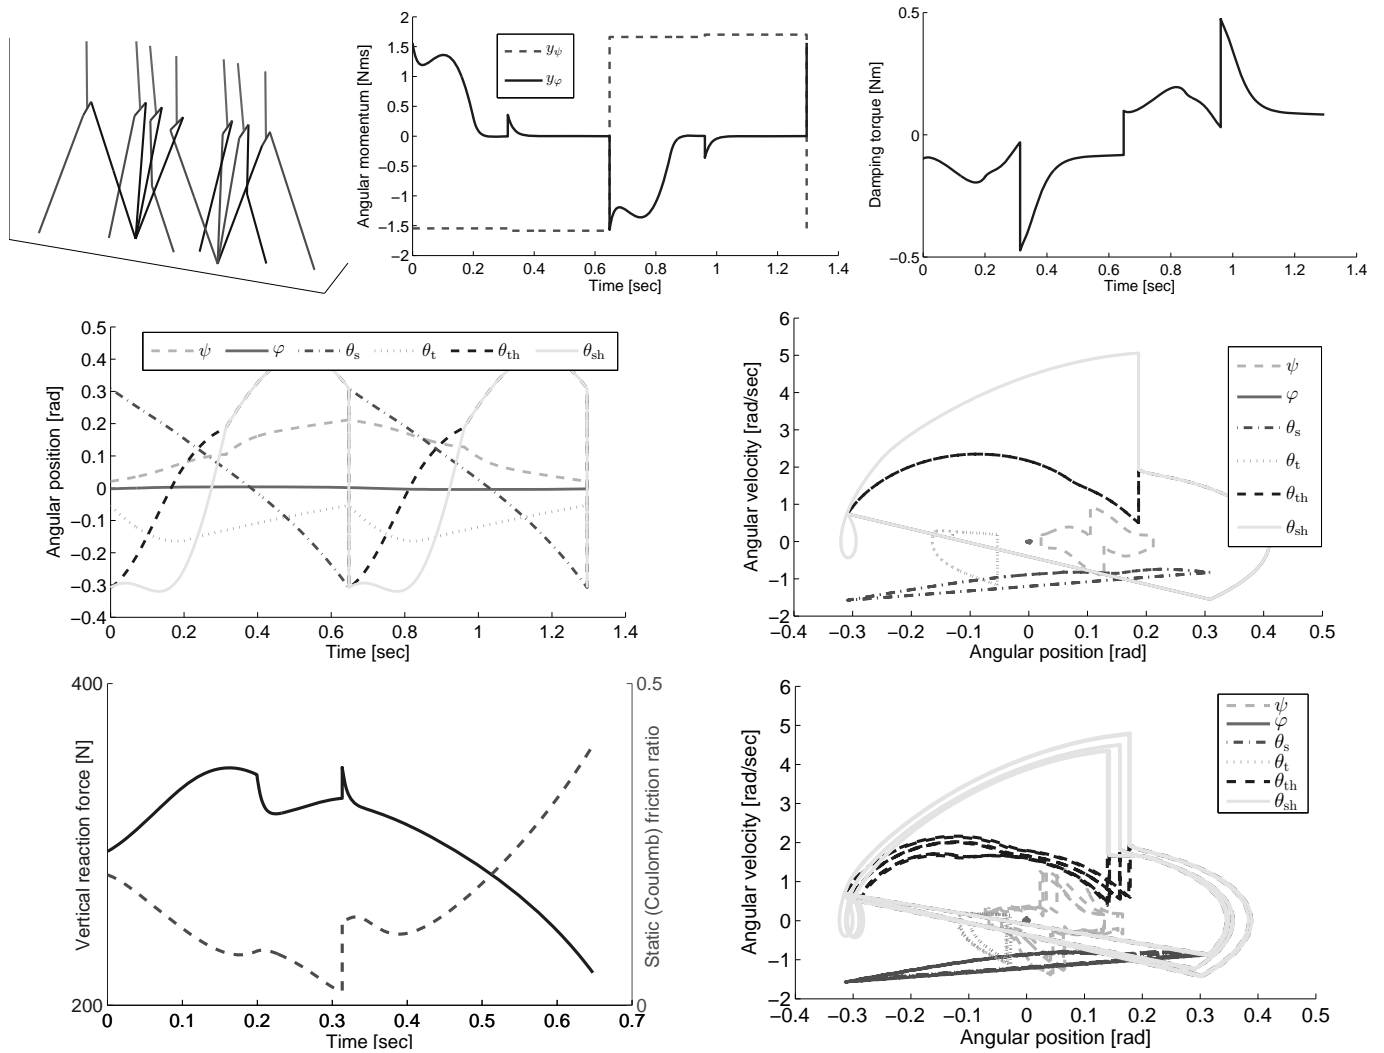 2
1.5
1
0.5
0
−0.5
−1
−1.5
−2
0 0.2 0.4 0.6 0.8 1 1.2 1.4
Time [sec]
Angular momentum [Nms]
yψ
yφ
0.5
0
−0.5
0 0.2 0.4 0.6 0.8 1 1.2 1.4
Time [sec]
Damping torque [Nm]
0.5
0.4
0.3
0.2
0.1
0
−0.1
−0.2
−0.3
−0.4
0 0.2 0.4 0.6 0.8 1 1.2 1.4
Time [sec]
Angular position [rad]
ψ φ θs θt θth θsh
6
5
4
3
2
1
0
−1
−2
−0.4 −0.3 −0.2 −0.1 0 0.1 0.2 0.3 0.4 0.5
Angular position [rad]
Angular velocity [rad/sec]
ψ
φ
θs
θt
θth
θsh
400
200
0.5
0
0 0.1 0.2 0.3 0.4 0.5 0.6 0.7
Time [sec]
Vertical reaction force [N]
Static (Coulomb) friction ratio
6
5
4
3
2
1
0
−1
−2
−0.4 −0.3 −0.2 −0.1 0 0.1 0.2 0.3 0.4 0.5
Angular position [rad]
Angular velocity [rad/sec]
ψ
φ
θs
θt
θth
θsh